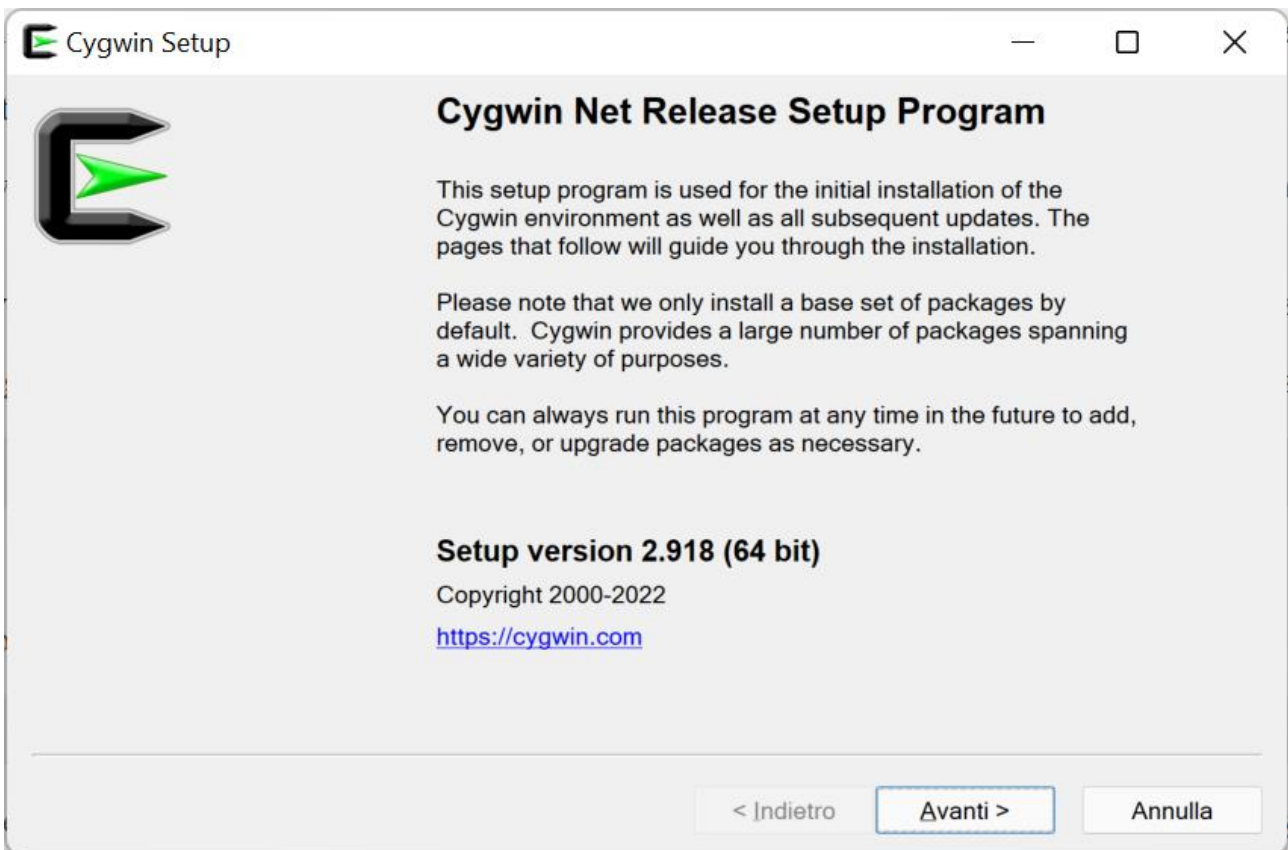 Cygwin Setup
Cygwin Net Release Setup Program
This setup program is used for the initial installation of the
Cygwin environment as well as all subsequent updates. The
pages that follow will guide you through the installation.
Please note that we only install a base set of packages by
default.  Cygwin provides a large number of packages spanning
a wide variety of purposes.
You can always run this program at any time in the future to add,
remove, or upgrade packages as necessary.
Setup version 2.918 (64 bit)
Copyright 2000-2022
https://cygwin.com
< Indietro
Avanti >
Annulla